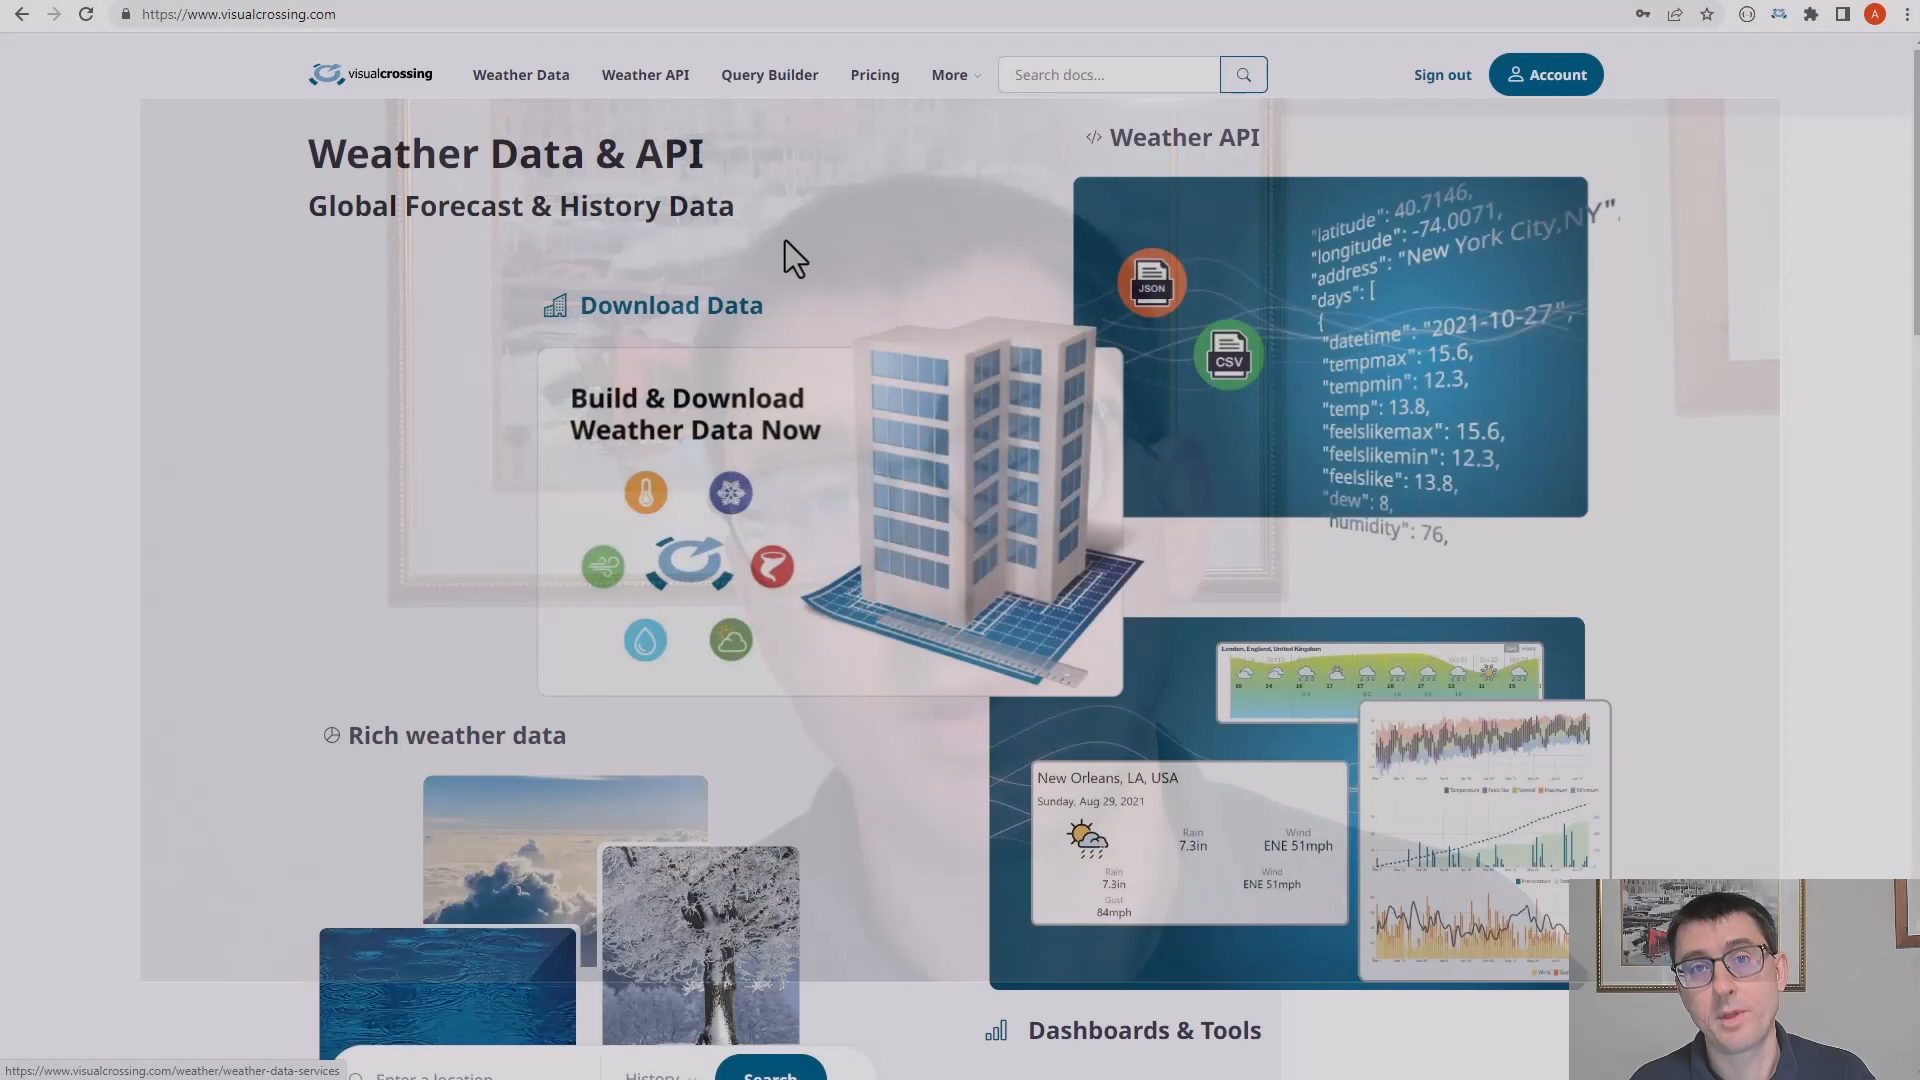 https://www.visualcrossing.com
A
visualcrossing
Weather Data
Weather API
Query Builder
Pricing
More
Search docs...
Sign out
Account
Weather Data & API
Global Forecast & History Data
Weather API
"latitude": 40.7146,
"longitude": -74.0071,
"address": "New York City,NY",
"days": [
{
"datetime": "2021-10-27",
"tempmax": 15.6,
"tempmin": 12.3,
"temp": 13.8,
"feelslikemax": 15.6,
"feelslikemin": 12.3,
"feelslike": 13.8,
"dew": 8,
"humidity": 76,
JSON
CSV
Download Data
Build & Download
Weather Data Now
London, England, United Kingdom
New Orleans, LA, USA
Sunday, Aug 29, 2021
Rain
7.3in
Wind
ENE 51mph
Rain
7.3in
Wind
ENE 51mph
Gust
84mph
Rich weather data
Dashboards & Tools
Enter a location
History
Search
https://www.visualcrossing.com/weather/weather-data-services